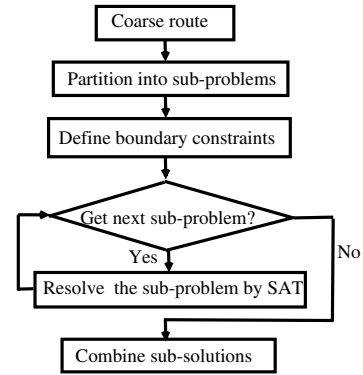 Coarse route
Partition into sub-problems
Define boundary constraints
Get next sub-problem?
No
Yes
Resolve the sub-problem by SAT
Combine sub-solutions